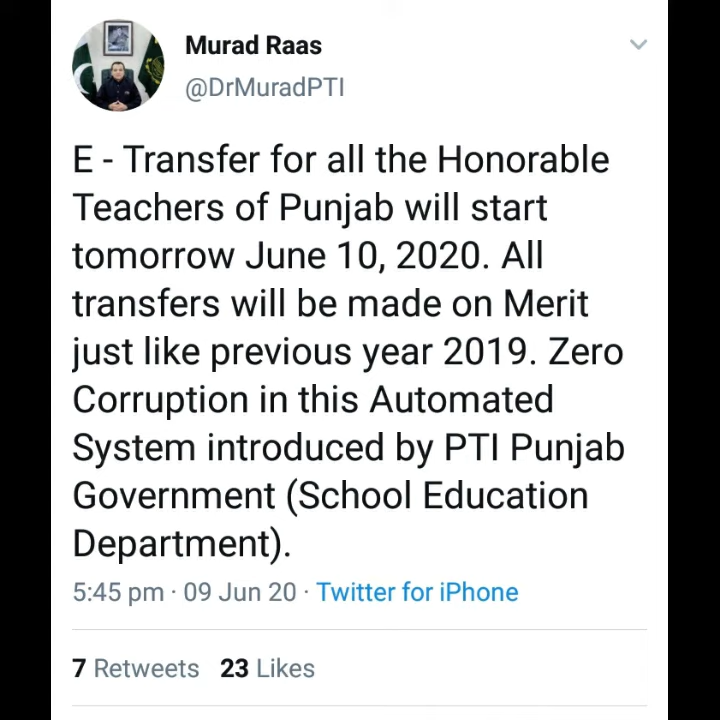 Murad Raas
@DrMuradPTI
E - Transfer for all the Honorable
Teachers of Punjab will start
tomorrow June 10, 2020. All
transfers will be made on Merit
just like previous year 2019. Zero
Corruption in this Automated
System introduced by PTI Punjab
Government (School Education
Department).
5:45 pm · 09 Jun 20 · Twitter for iPhone
7 Retweets 23 Likes